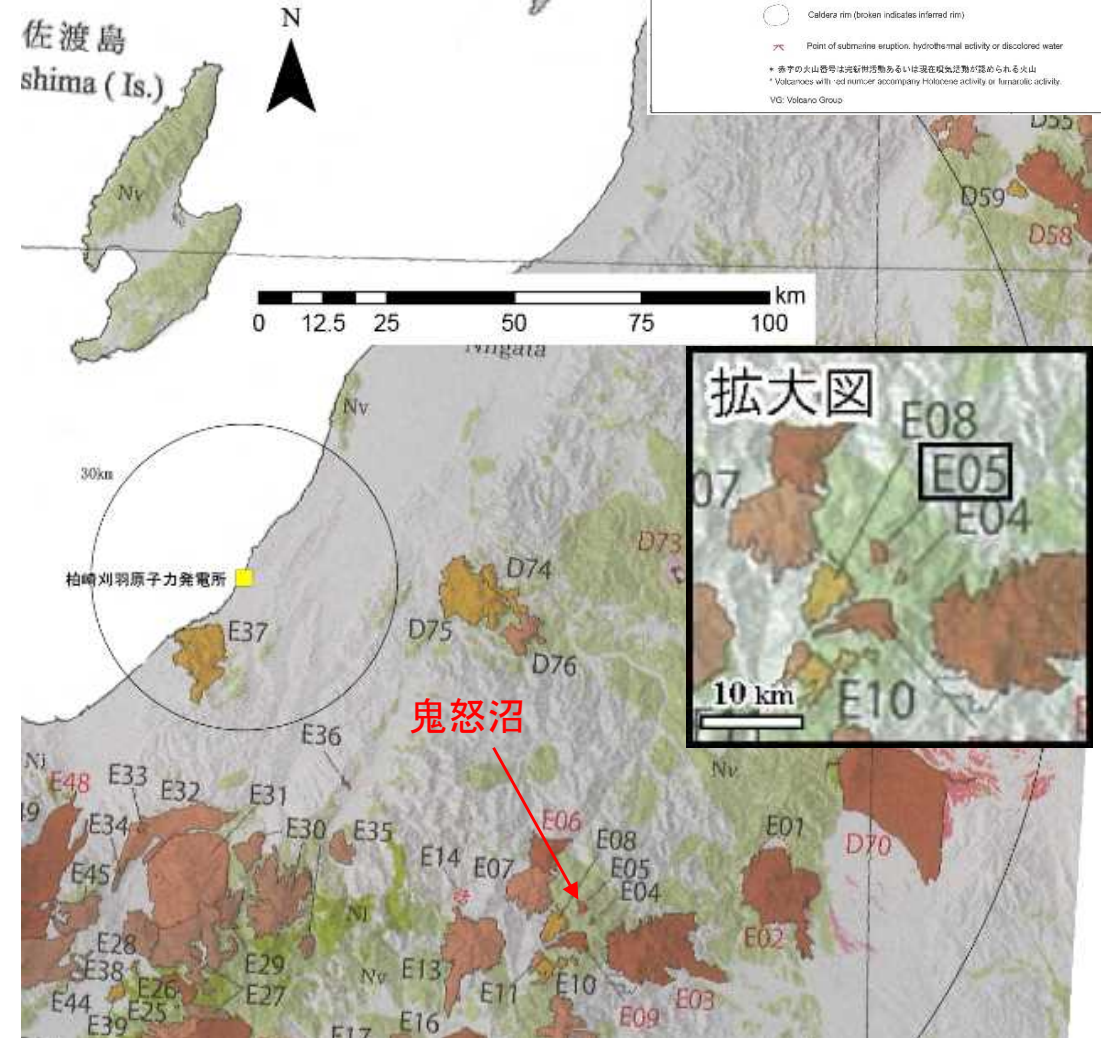 佐渡島
shima ( Is.)
N
Caldera rim (broken indicates inferred rim)
Point of submarine eruption, hydrothermal activity or discolored water
* 赤字の火山番号は完新世活動あるいは現在噴気活動が認められる火山
* Volcanoes with red number accompany Holocene activity or fumarolic activity.
VG: Volcano Group
D55
D59
D58
Nv
km
0 12.5 25 50 75 100
Niigata
Nv
30km
柏崎刈羽原子力発電所
E37
D73
D74
D75
D76
拡大図
E08
E05
07
E04
E10
10 km
鬼怒沼
E36
Nv
Ni
E48
E33
E32
E31
E34
E30
E35
E45
E14
E07
E06
E08
E05
E04
E01
D70
E02
Ni
E28
E38
E29
E27
E26
E25
E44
E39
Nv
E13
E11
E10
E09
E03
E16
E17